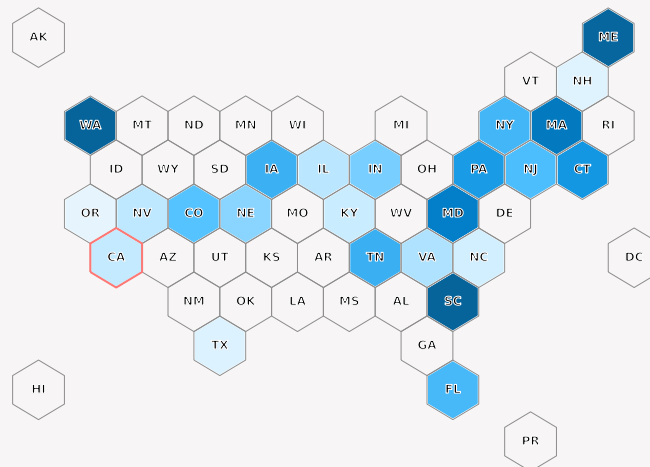 AK ME
VT NH
WA MT ND MN WI MI NY MA RI
ID WY SD IA IL IN OH PA NJ CT
OR NV CO NE MO KY WV MD DE
CA AZ UT KS AR TN VA NC DC
NM OK LA MS AL SC
TX GA
HI FL
PR